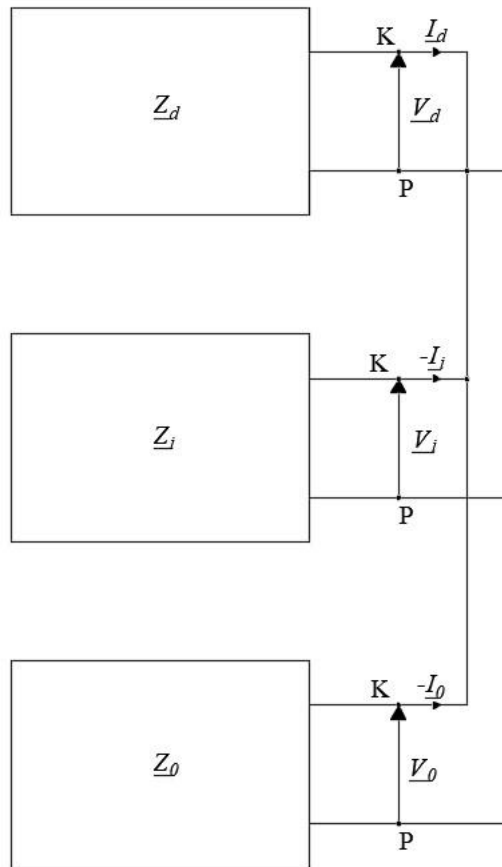 K I_d
Z_d V_d
P
K -I_i
Z_i V_i
P
K -I_0
Z_0 V_0
P